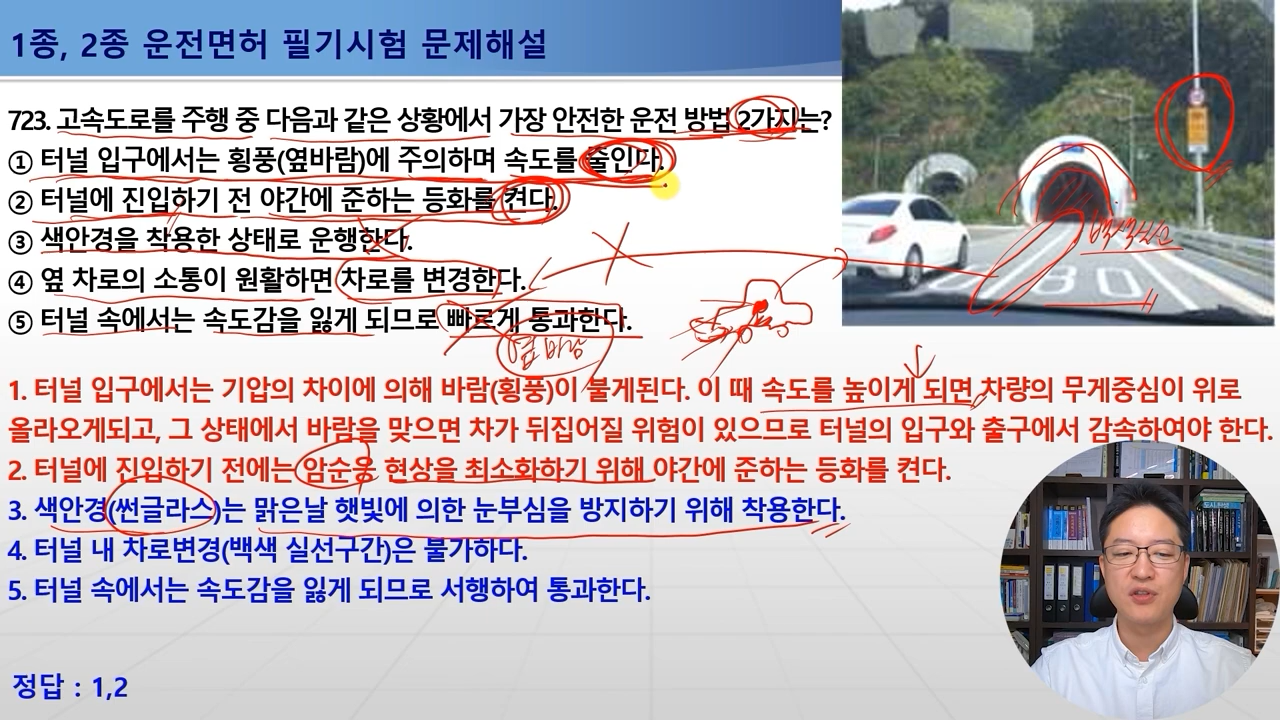 1종, 2종 운전면허 필기시험 문제해설
723. 고속도로를 주행 중 다음과 같은 상황에서 가장 안전한 운전 방법 2가지는?
① 터널 입구에서는 횡풍(옆바람)에 주의하며 속도를 줄인다.
② 터널에 진입하기 전 야간에 준하는 등화를 켠다.
③ 색안경을 착용한 상태로 운행한다.
④ 옆 차로의 소통이 원활하면 차로를 변경한다.
⑤ 터널 속에서는 속도감을 잃게 되므로 빠르게 통과한다.
옆바람
백색실선
1. 터널 입구에서는 기압의 차이에 의해 바람(횡풍)이 불게된다. 이 때 속도를 높이게 되면 차량의 무게중심이 위로
올라오게되고, 그 상태에서 바람을 맞으면 차가 뒤집어질 위험이 있으므로 터널의 입구와 출구에서 감속하여야 한다.
2. 터널에 진입하기 전에는 암순응 현상을 최소화하기 위해 야간에 준하는 등화를 켠다.
3. 색안경(썬글라스)는 맑은날 햇빛에 의한 눈부심을 방지하기 위해 착용한다.
4. 터널 내 차로변경(백색 실선구간)은 불가하다.
5. 터널 속에서는 속도감을 잃게 되므로 서행하여 통과한다.
정답 : 1,2